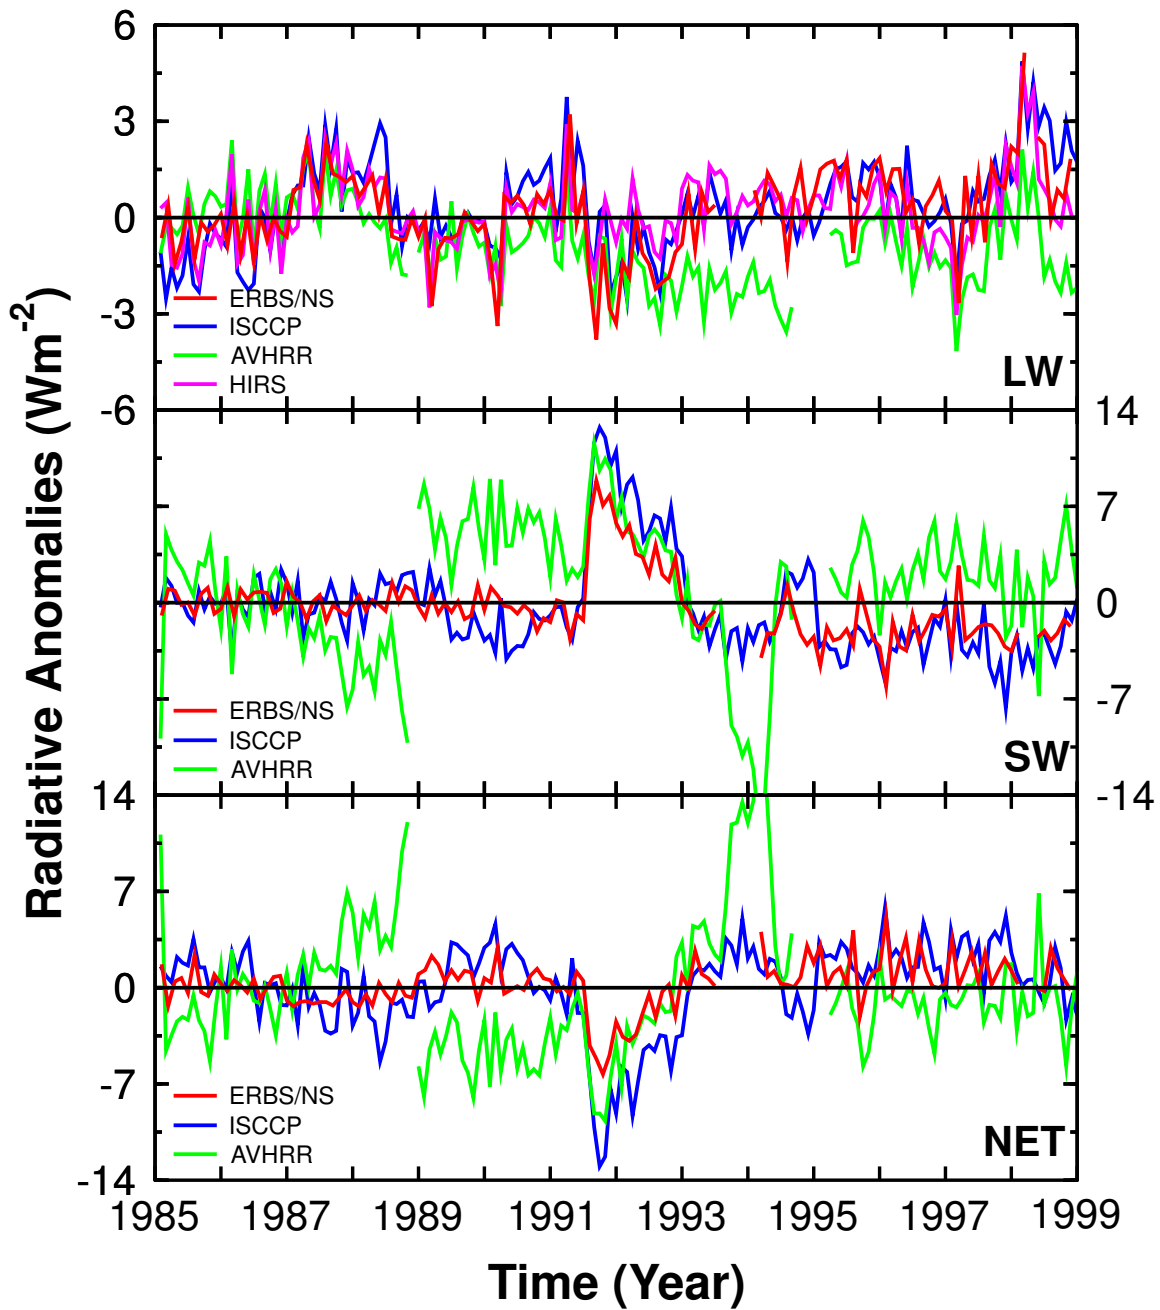 Radiative Anomalies (Wm-2)
6
3
0
-3
-6
ERBS/NS
ISCCP
AVHRR
HIRS
LW
14
7
0
-7
-14
ERBS/NS
ISCCP
AVHRR
SW
14
7
0
-7
-14
ERBS/NS
ISCCP
AVHRR
NET
1985 1987 1989 1991 1993 1995 1997 1999
Time (Year)